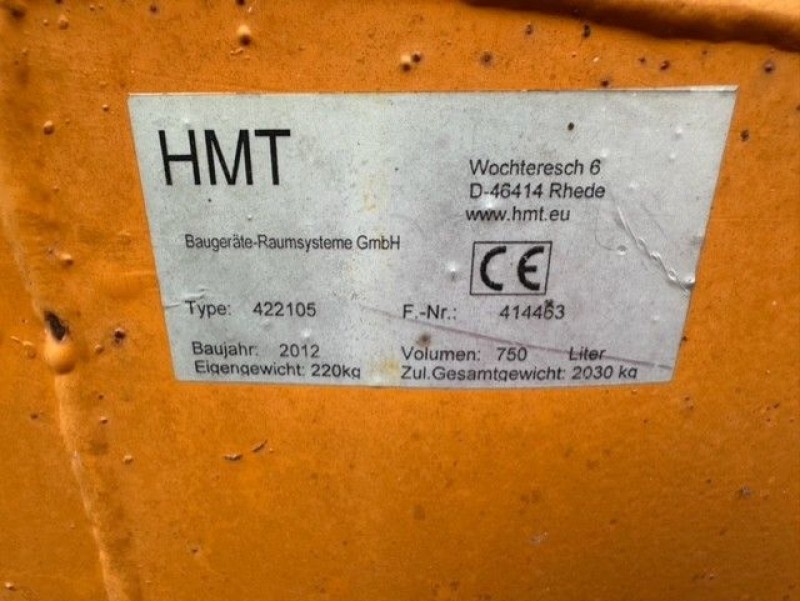 HMT
Wochteresch 6
D-46414 Rhede
www.hmt.eu
Baugeräte-Raumsysteme GmbH
CE
Type: 422105
F.-Nr.: 414463
Baujahr: 2012
Volumen: 750 Liter
Eigengewicht: 220kg
Zul.Gesamtgewicht: 2030 kg